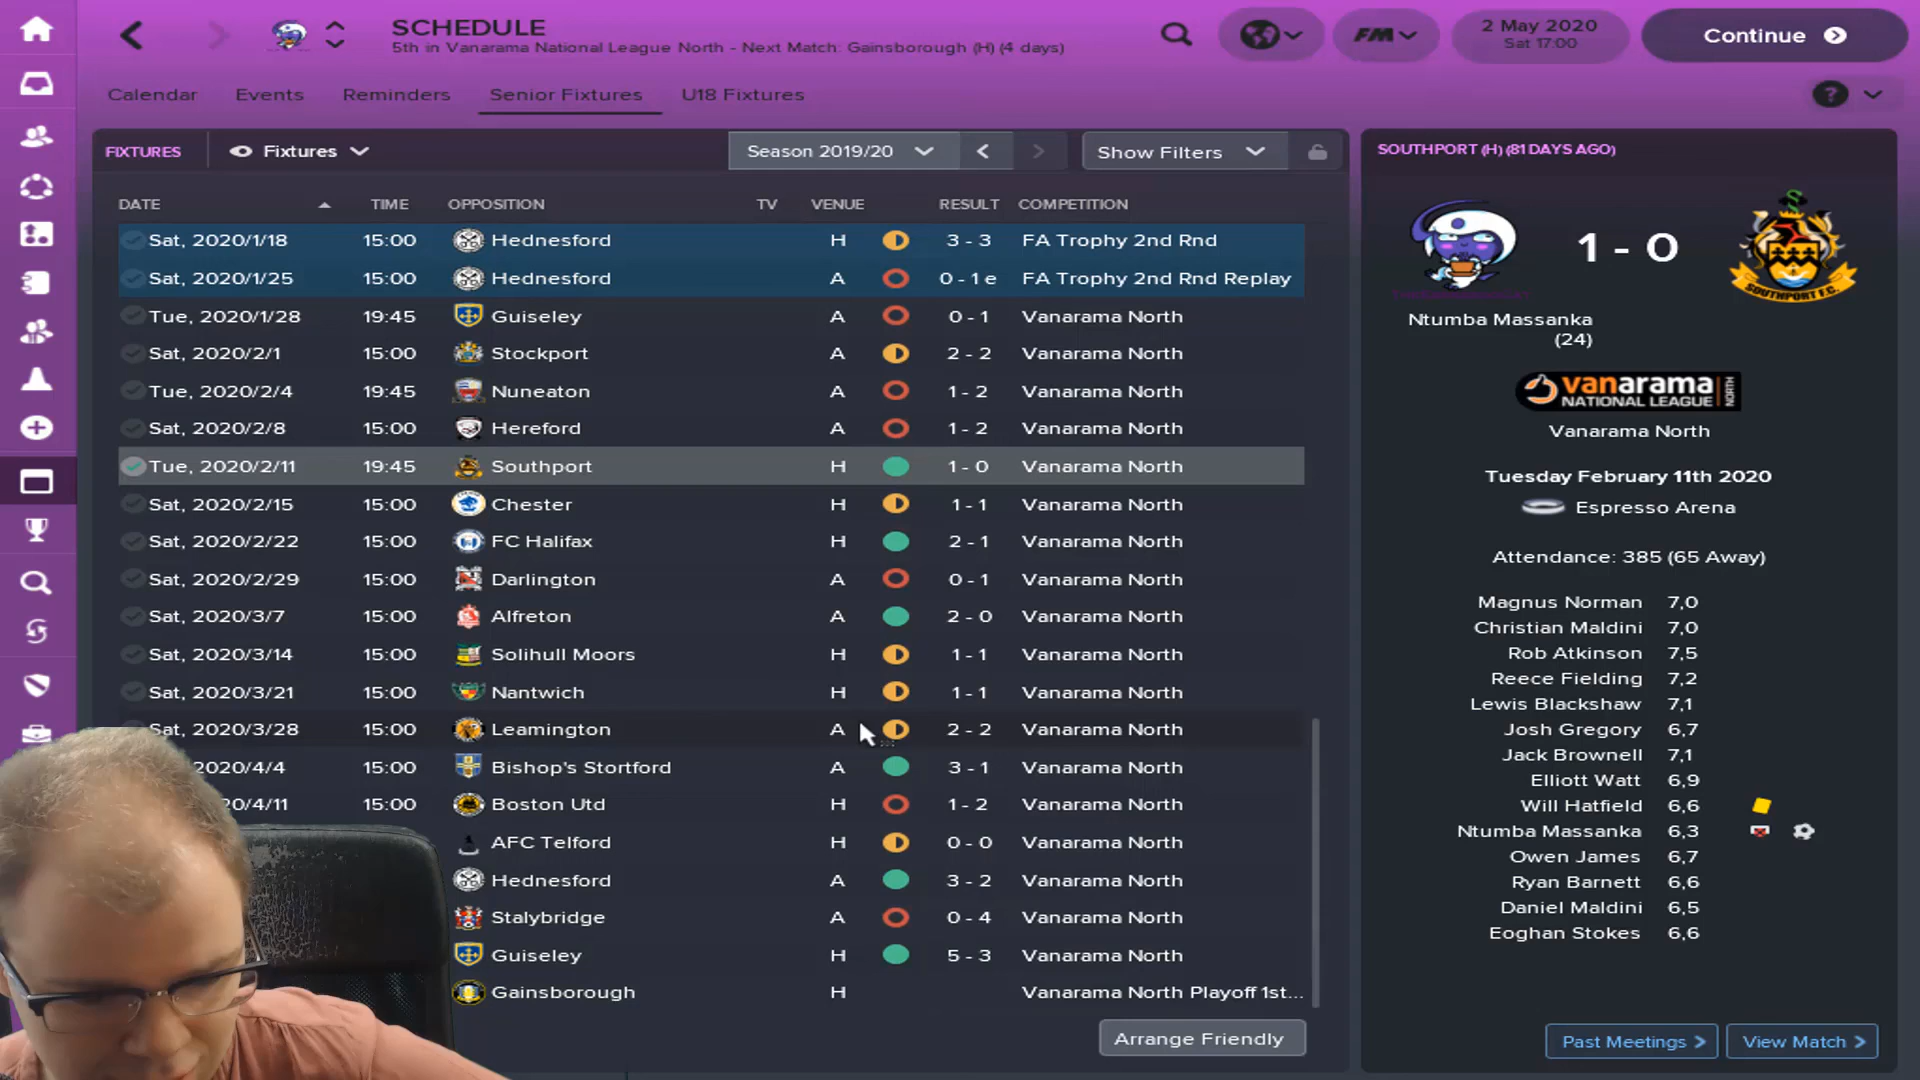 SCHEDULE
5th in Vanarama National League North - Next Match: Gainsborough (H) (4 days)
FM
2 May 2020
Sat 17:00
Continue
Calendar Events Reminders Senior Fixtures U18 Fixtures
?
FIXTURES Fixtures Season 2019/20 Show Filters
DATE TIME OPPOSITION TV VENUE RESULT COMPETITION
Sat, 2020/1/18 15:00 Hednesford H 3 - 3 FA Trophy 2nd Rnd
Sat, 2020/1/25 15:00 Hednesford A 0 - 1 e FA Trophy 2nd Rnd Replay
Tue, 2020/1/28 19:45 Guiseley A 0 - 1 Vanarama North
Sat, 2020/2/1 15:00 Stockport A 2 - 2 Vanarama North
Tue, 2020/2/4 19:45 Nuneaton A 1 - 2 Vanarama North
Sat, 2020/2/8 15:00 Hereford A 1 - 2 Vanarama North
Tue, 2020/2/11 19:45 Southport H 1 - 0 Vanarama North
Sat, 2020/2/15 15:00 Chester H 1 - 1 Vanarama North
Sat, 2020/2/22 15:00 FC Halifax H 2 - 1 Vanarama North
Sat, 2020/2/29 15:00 Darlington A 0 - 1 Vanarama North
Sat, 2020/3/7 15:00 Alfreton A 2 - 0 Vanarama North
Sat, 2020/3/14 15:00 Solihull Moors H 1 - 1 Vanarama North
Sat, 2020/3/21 15:00 Nantwich H 1 - 1 Vanarama North
Sat, 2020/3/28 15:00 Leamington A 2 - 2 Vanarama North
2020/4/4 15:00 Bishop's Stortford A 3 - 1 Vanarama North
20/4/11 15:00 Boston Utd H 1 - 2 Vanarama North
AFC Telford H 0 - 0 Vanarama North
Hednesford A 3 - 2 Vanarama North
Stalybridge A 0 - 4 Vanarama North
Guiseley H 5 - 3 Vanarama North
Gainsborough H Vanarama North Playoff 1st...
Arrange Friendly
SOUTHPORT (H) (81 DAYS AGO)
1 - 0
SOUTHPORT F.C.
Ntumba Massanka
(24)
vanarama
NATIONAL LEAGUE NORTH
Vanarama North
Tuesday February 11th 2020
Espresso Arena
Attendance: 385 (65 Away)
Magnus Norman 7,0
Christian Maldini 7,0
Rob Atkinson 7,5
Reece Fielding 7,2
Lewis Blackshaw 7,1
Josh Gregory 6,7
Jack Brownell 7,1
Elliott Watt 6,9
Will Hatfield 6,6
Ntumba Massanka 6,3
Owen James 6,7
Ryan Barnett 6,6
Daniel Maldini 6,5
Eoghan Stokes 6,6
Past Meetings View Match